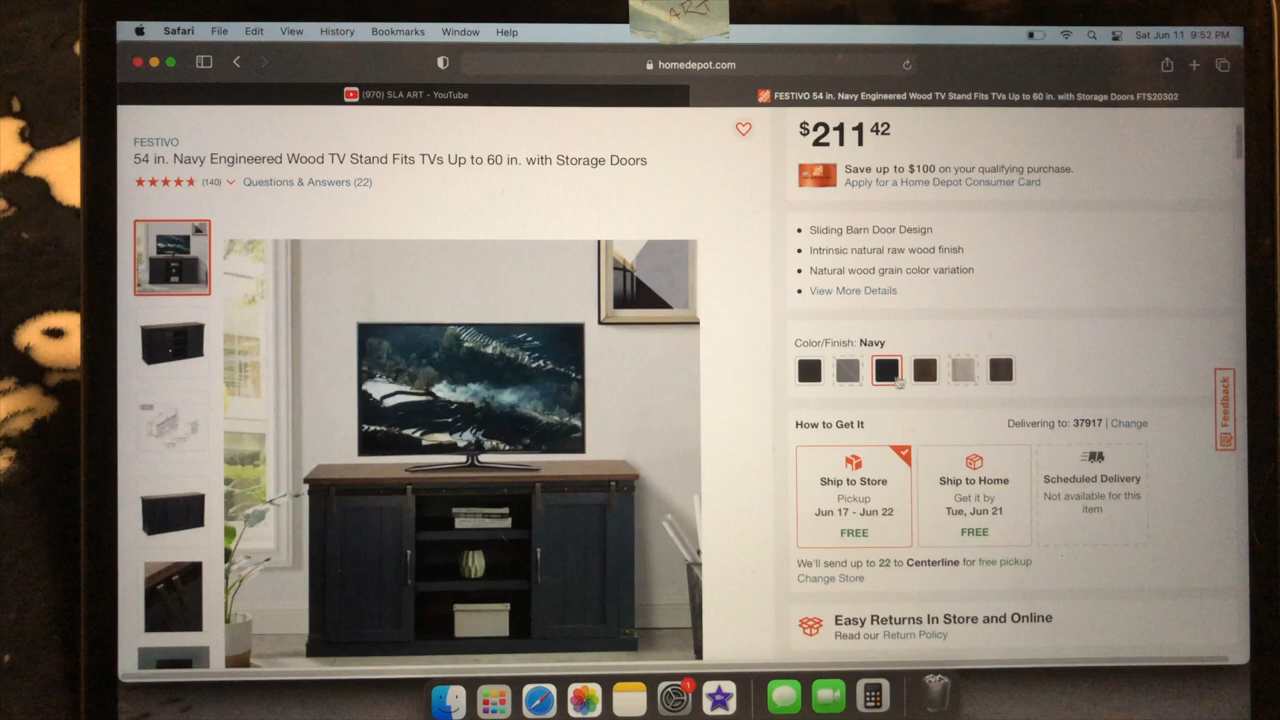 ART
Safari File Edit View History Bookmarks Window Help
Sat Jun 11 9:52 PM
homedepot.com
(970) SLA ART - YouTube
FESTIVO 54 in. Navy Engineered Wood TV Stand Fits TVs Up to 60 in. with Storage Doors FTS20302
FESTIVO
54 in. Navy Engineered Wood TV Stand Fits TVs Up to 60 in. with Storage Doors
(140) Questions & Answers (22)
$211 42
Save up to $100 on your qualifying purchase.
Apply for a Home Depot Consumer Card
Sliding Barn Door Design
Intrinsic natural raw wood finish
Natural wood grain color variation
View More Details
Color/Finish: Navy
Feedback
How to Get It
Delivering to: 37917 | Change
Ship to Store
Pickup
Jun 17 - Jun 22
FREE
Ship to Home
Get it by
Tue, Jun 21
FREE
Scheduled Delivery
Not available for this
item
We'll send up to 22 to Centerline for free pickup
Change Store
Easy Returns In Store and Online
Read our Return Policy
1